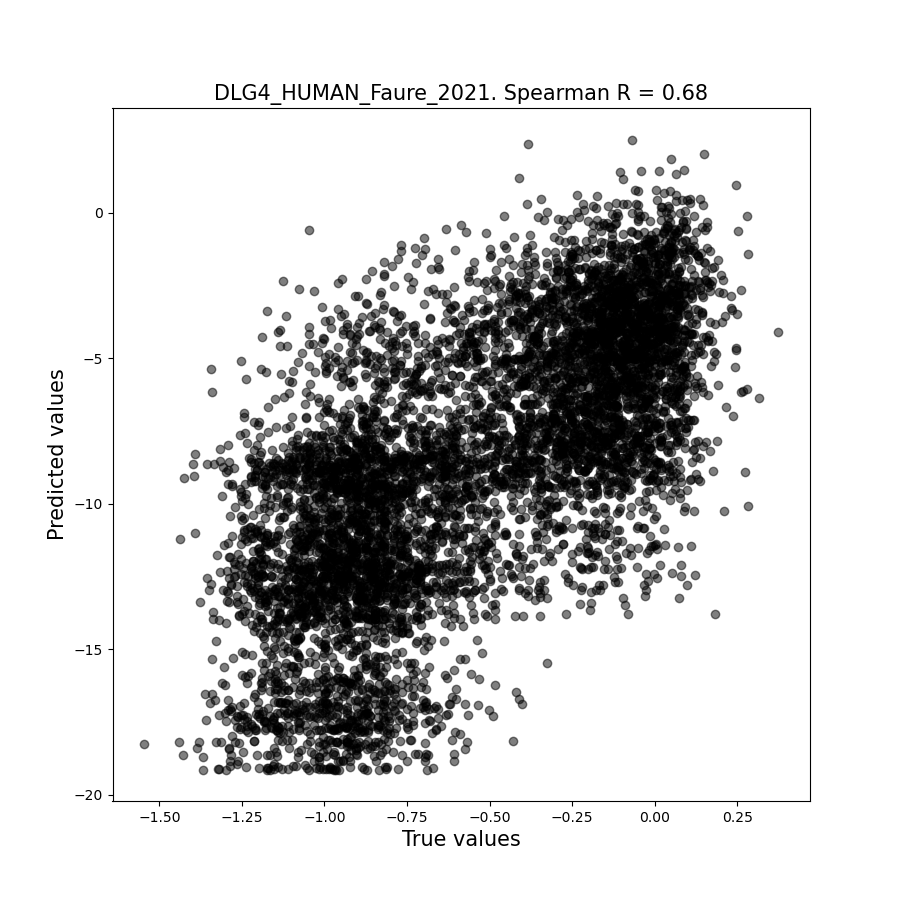 DLG4_HUMAN_Faure_2021. Spearman R = 0.68
Predicted values
0
−5
−10
−15
−20
−1.50 −1.25 −1.00 −0.75 −0.50 −0.25 0.00 0.25
True values